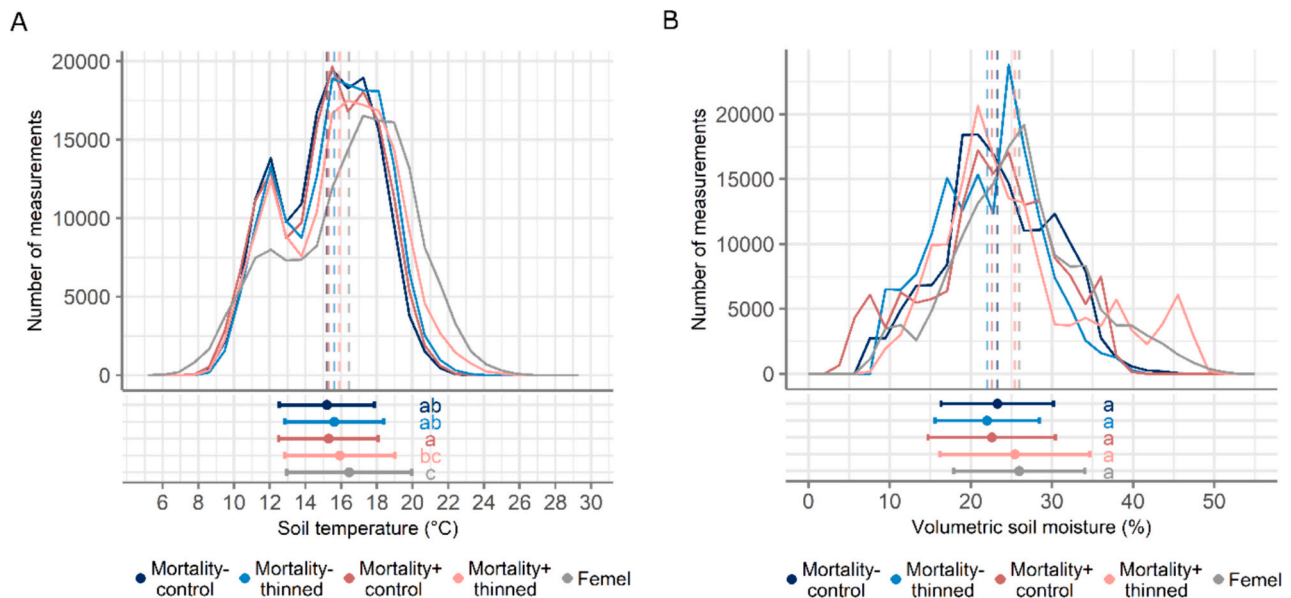 A
Number of measurements
20000
15000
10000
5000
0
ab
ab
a
bc
c
6 8 10 12 14 16 18 20 22 24 26 28 30
Soil temperature (°C)
Mortality- control
Mortality- thinned
Mortality+ control
Mortality+ thinned
Femel
B
Number of measurements
20000
15000
10000
5000
0
a
a
a
a
a
0 10 20 30 40 50
Volumetric soil moisture (%)
Mortality- control
Mortality- thinned
Mortality+ control
Mortality+ thinned
Femel